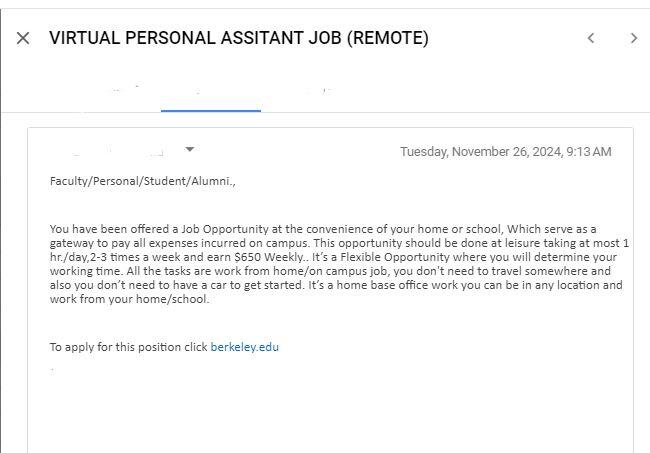 VIRTUAL PERSONAL ASSITANT JOB (REMOTE)
Tuesday, November 26, 2024, 9:13 AM
Faculty/Personal/Student/Alumni.,
You have been offered a Job Opportunity at the convenience of your home or school, Which serve as a
gateway to pay all expenses incurred on campus. This opportunity should be done at leisure taking at most 1
hr./day,2-3 times a week and earn $650 Weekly.. It's a Flexible Opportunity where you will determine your
working time. All the tasks are work from home/on campus job, you don't need to travel somewhere and
also you don't need to have a car to get started. It's a home base office work you can be in any location and
work from your home/school.
To apply for this position click berkeley.edu